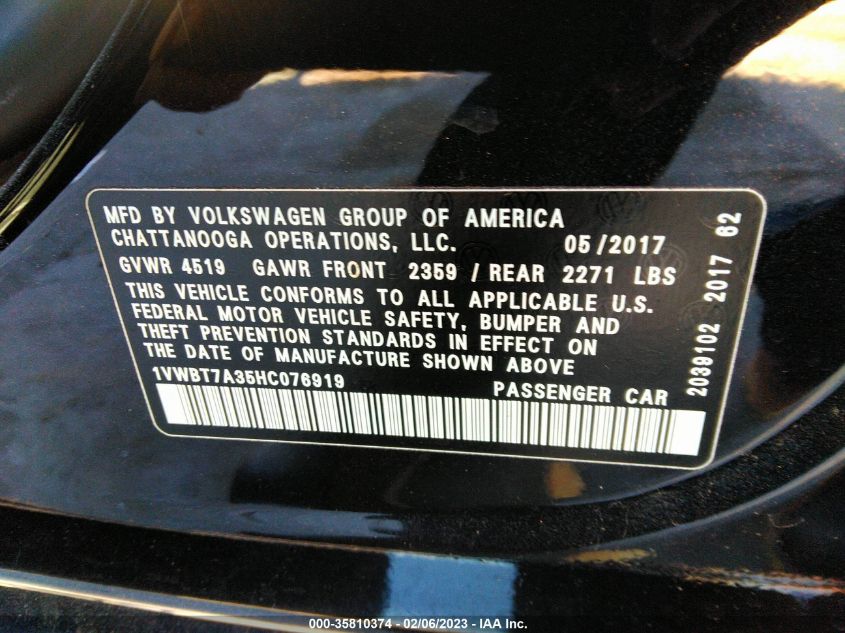 MFD BY VOLKSWAGEN GROUP OF AMERICA
CHATTANOOGA OPERATIONS, LLC. 05/2017
GVWR 4519 GAWR FRONT 2359 / REAR 2271 LBS
THIS VEHICLE CONFORMS TO ALL APPLICABLE U.S.
FEDERAL MOTOR VEHICLE SAFETY, BUMPER AND
THEFT PREVENTION STANDARDS IN EFFECT ON
THE DATE OF MANUFACTURE SHOWN ABOVE
1VWBT7A35HC076919 PASSENGER CAR
2039102 2017 62
000-35810374 - 02/06/2023 - © IAA Inc.